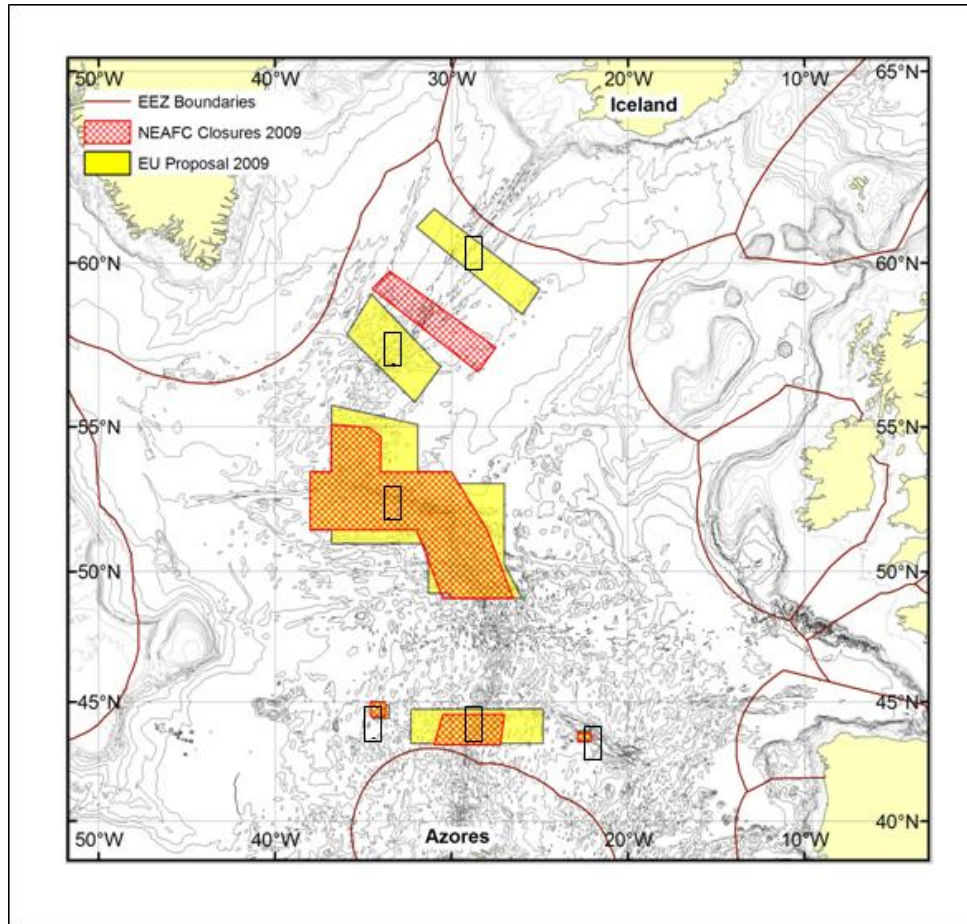 50°W 40°W 30°W 20°W 10°W 65°N
EEZ Boundaries
Iceland
NEAFC Closures 2009
EU Proposal 2009
60°N 60°N
55°N 55°N
50°N 50°N
45°N 45°N
50°W 40°W 30°W Azores 20°W 10°W 40°N